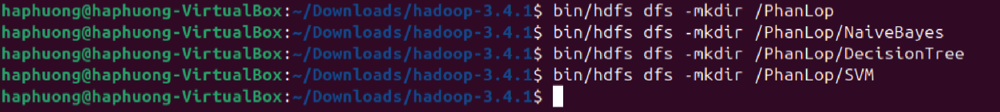 haphuong@haphuong-VirtualBox:~/Downloads/hadoop-3.4.1$ bin/hdfs dfs -mkdir /PhanLop
haphuong@haphuong-VirtualBox:~/Downloads/hadoop-3.4.1$ bin/hdfs dfs -mkdir /PhanLop/NaiveBayes
haphuong@haphuong-VirtualBox:~/Downloads/hadoop-3.4.1$ bin/hdfs dfs -mkdir /PhanLop/DecisionTree
haphuong@haphuong-VirtualBox:~/Downloads/hadoop-3.4.1$ bin/hdfs dfs -mkdir /PhanLop/SVM
haphuong@haphuong-VirtualBox:~/Downloads/hadoop-3.4.1$